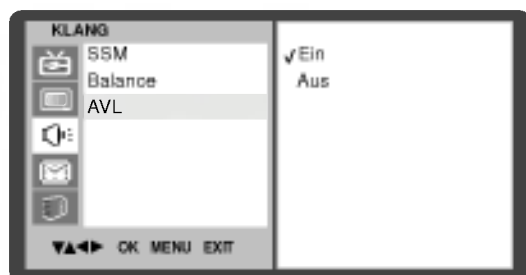 KLANG
SSM
Balance
AVL
√Ein
Aus
▼▲◀▶ OK MENU EXIT